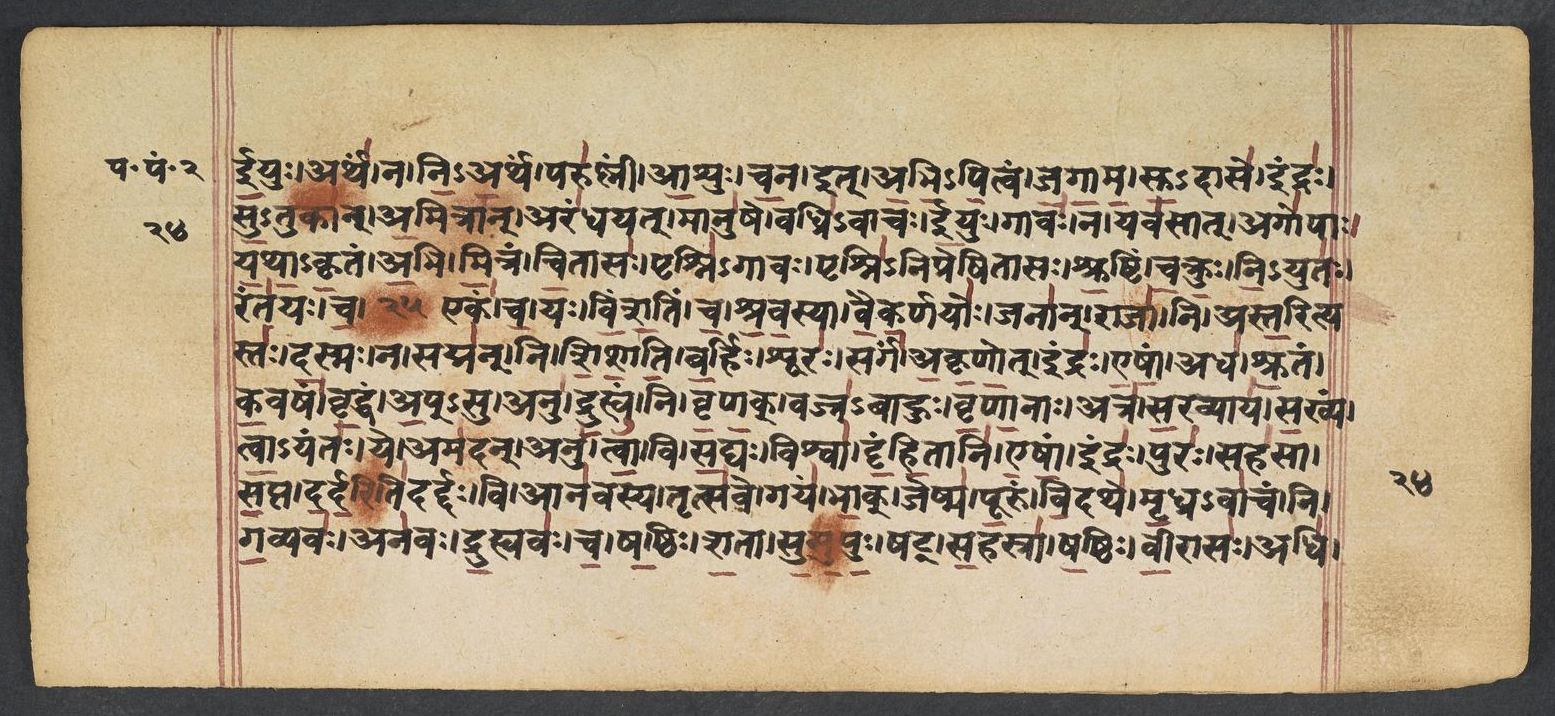 प॰पं॰२
२४
ईयुः।अर्थं।न।निऽअर्थं।परुष्णीं।आशुः।चन।इत्।अभिऽपित्वं।जगाम।सुऽदासे।इंद्रः।
सुऽतुकान्।अमित्रान्।अरंधयत्।मानुषे।वध्रिऽवाचः।ईयुः।गावः।न।यवसात्।अगोपाः।
यथाऽकृतं।अभि।मित्रं।चितासः।पृश्निऽगावः।पृश्निऽनिप्रेषितासः।श्रुष्टिं।चक्रुः।निऽयुतः।
रंतयः।च। २५ एकं।च।यः।विंशतिं।च।श्रवस्या।वैकर्णयोः।जनान्।राजा।नि।अस्तरित्य
स्तः।दस्मः।न।सद्मन्।नि।शिशाति।बर्हिः।शूरः।सर्गं।अकृणोत्।इंद्रः।एषां।अध।श्रुतं।
कवषं।वृद्धं।अप्ऽसु।अनु।द्रुह्युं।नि।वृणक्।वज्रऽबाहुः।वृणानाः।अत्र।सख्याय।सख्यं।
त्वाऽयंतः।ये।अमदन्।अनु।त्वा।वि।सद्यः।विश्वा।दृंहितानि।एषां।इंद्रः।पुरः।सहसा।
सप्त।दर्दरितिदर्दः।वि।आनवस्य।तृत्सवे।गयं।भाक्।जेष्म।पूरुं।विदथे।मृध्रऽवाचं।नि।
गव्यवः।अनवः।द्रुह्यवः।च।षष्ठिः।शता।सुसुपुः।षट्।सहस्रा।षष्ठिः।वीरासः।अधि।
२४